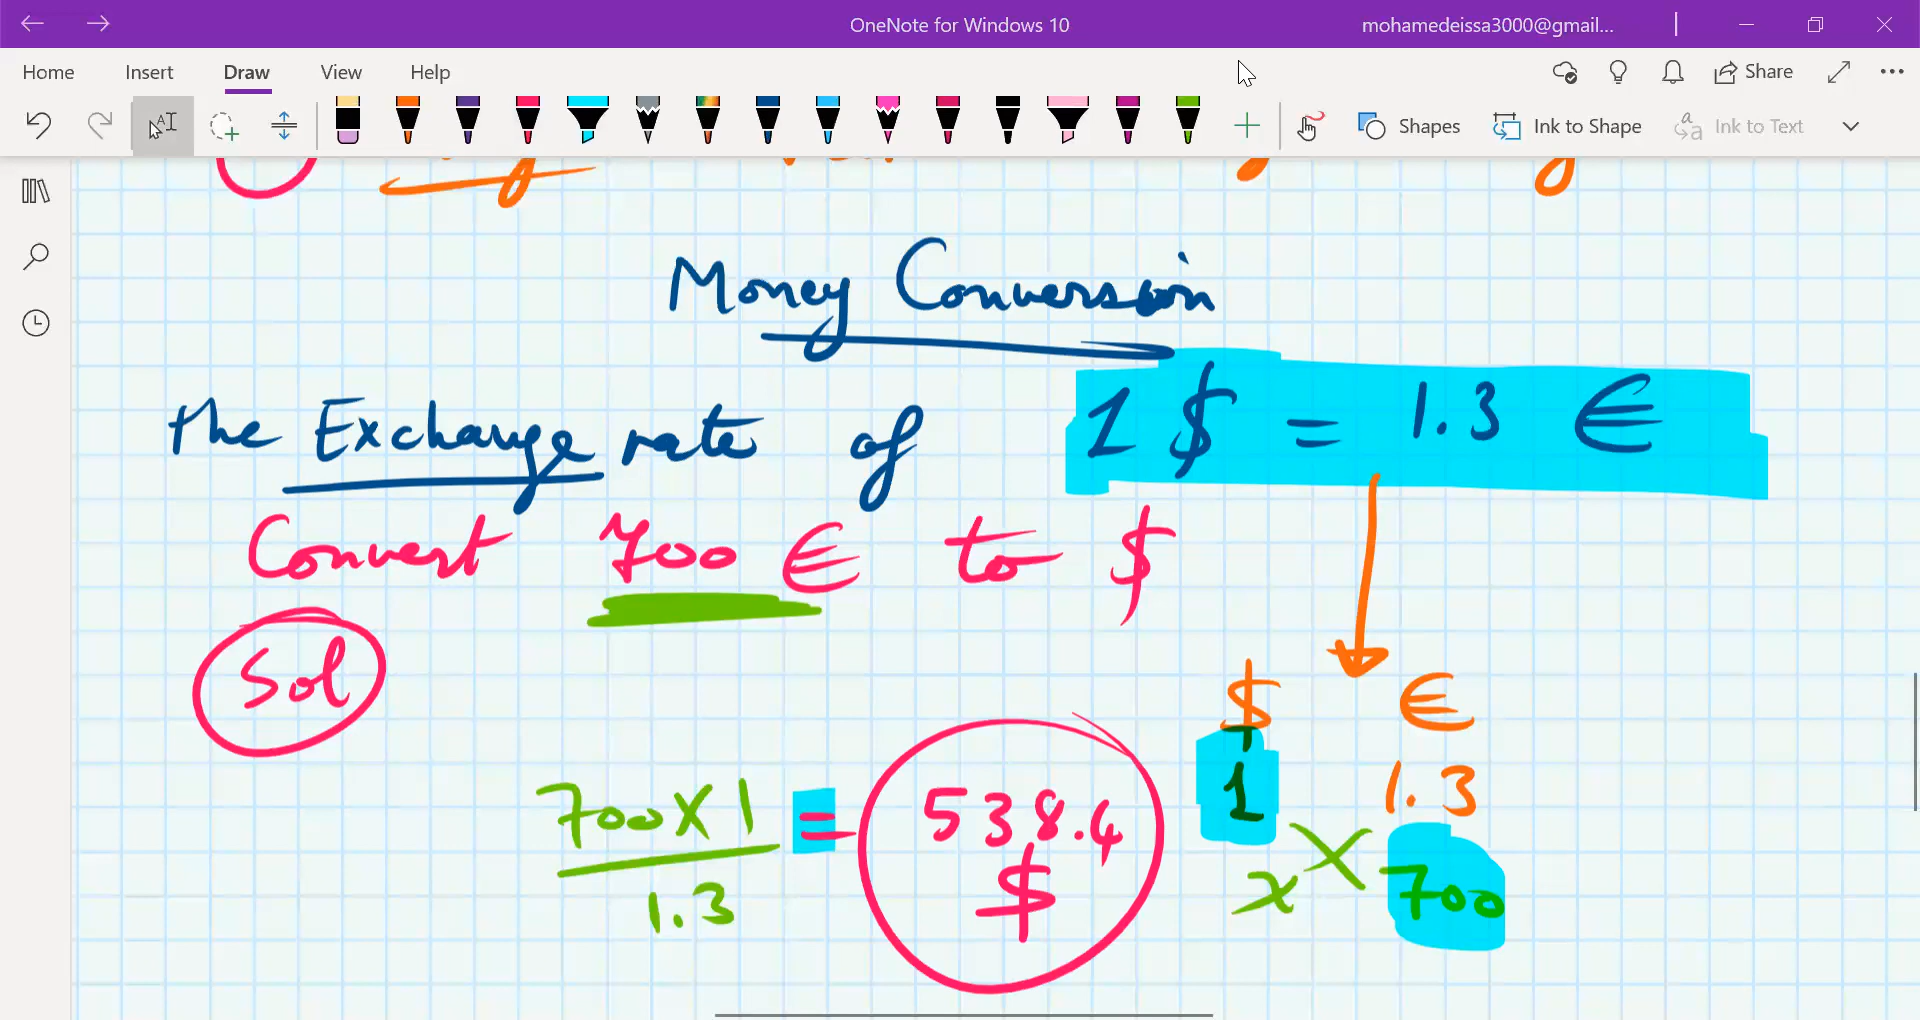 OneNote for Windows 10
mohamedeissa3000@gmail...
Home Insert Draw View Help
Share
Shapes Ink to Shape Ink to Text
Money Conversion
the Exchange rate of 1 $ = 1.3 €
Convert 700 € to $
Sol
$ €
1 1.3
x X 700
700 X 1 = 538.4
1.3 $